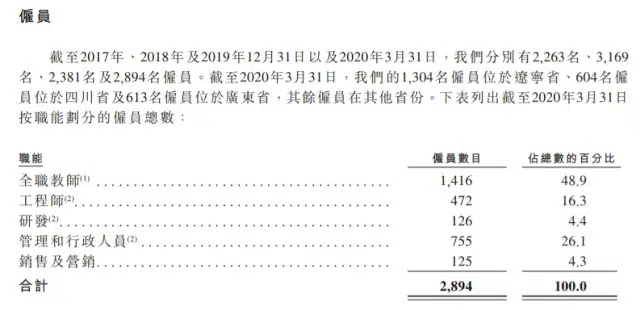 僱員
截至2017年、2018年及2019年12月31日以及2020年3月31日，我們分別有2,263名、3,169
名、2,381名及2,894名僱員。截至2020年3月31日，我們的1,304名僱員位於遼寧省、604名僱
員位於四川省及613名僱員位於廣東省，其餘僱員在其他省份。下表列出截至2020年3月31日
按職能劃分的僱員總數：
職能 僱員數目 佔總數的百分比
全職教師(1) 1,416 48.9
工程師(2) 472 16.3
研發(2) 126 4.4
管理和行政人員(2) 755 26.1
銷售及營銷 125 4.3
合計 2,894 100.0